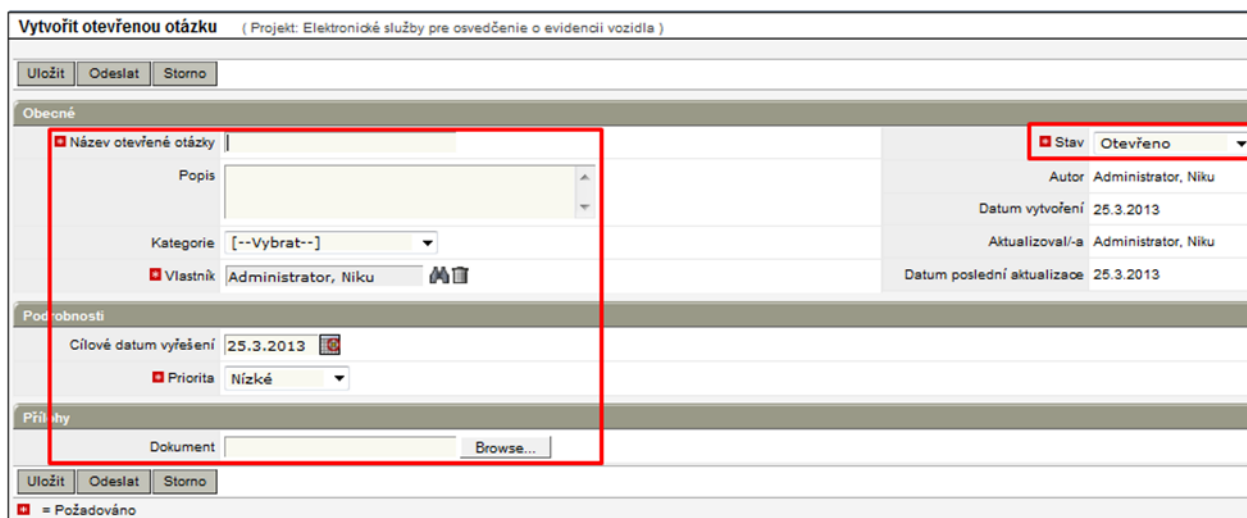 Vytvořit otevřenou otázku ( Projekt: Elektronické služby pre osvedčenie o evidencii vozidla )
Uložit Odeslat Storno
Obecné
Název otevřené otázky
Stav Otevřeno
Popis
Autor Administrator, Niku
Datum vytvoření 25.3.2013
Kategorie [--Vybrat--]
Aktualizoval/-a Administrator, Niku
Vlastník Administrator, Niku
Datum poslední aktualizace 25.3.2013
Podrobnosti
Cílové datum vyřešení 25.3.2013
Priorita Nízké
Přílohy
Dokument Browse...
Uložit Odeslat Storno
= Požadováno